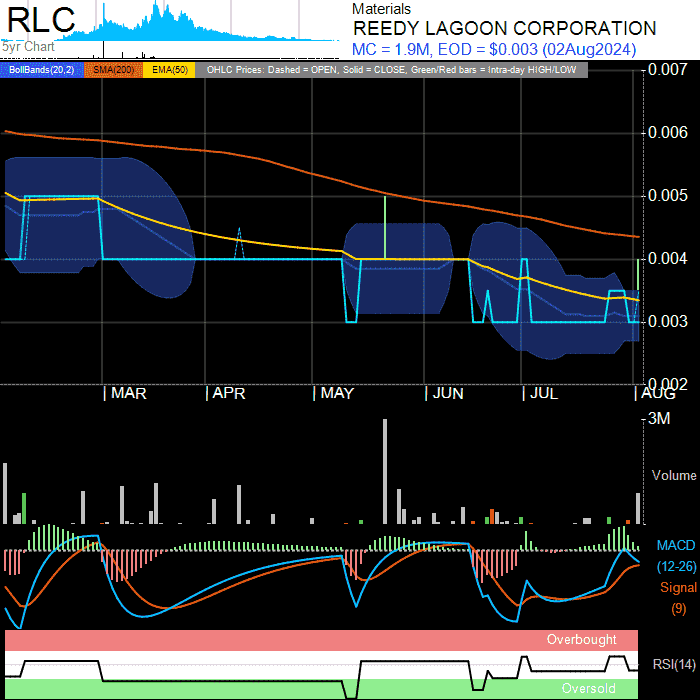 RLC
5yr Chart
Materials
REEDY LAGOON CORPORATION
MC = 1.9M, EOD = $0.003 (02Aug2024)
BollBands(20,2) SMA(200) EMA(50) OHLC Prices: Dashed = OPEN, Solid = CLOSE, Green/Red bars = Intra-day HIGH/LOW
0.007
0.006
0.005
0.004
0.003
0.002
MAR APR MAY JUN JUL AUG
3M
Volume
MACD
(12-26)
Signal
(9)
Overbought
RSI(14)
Oversold